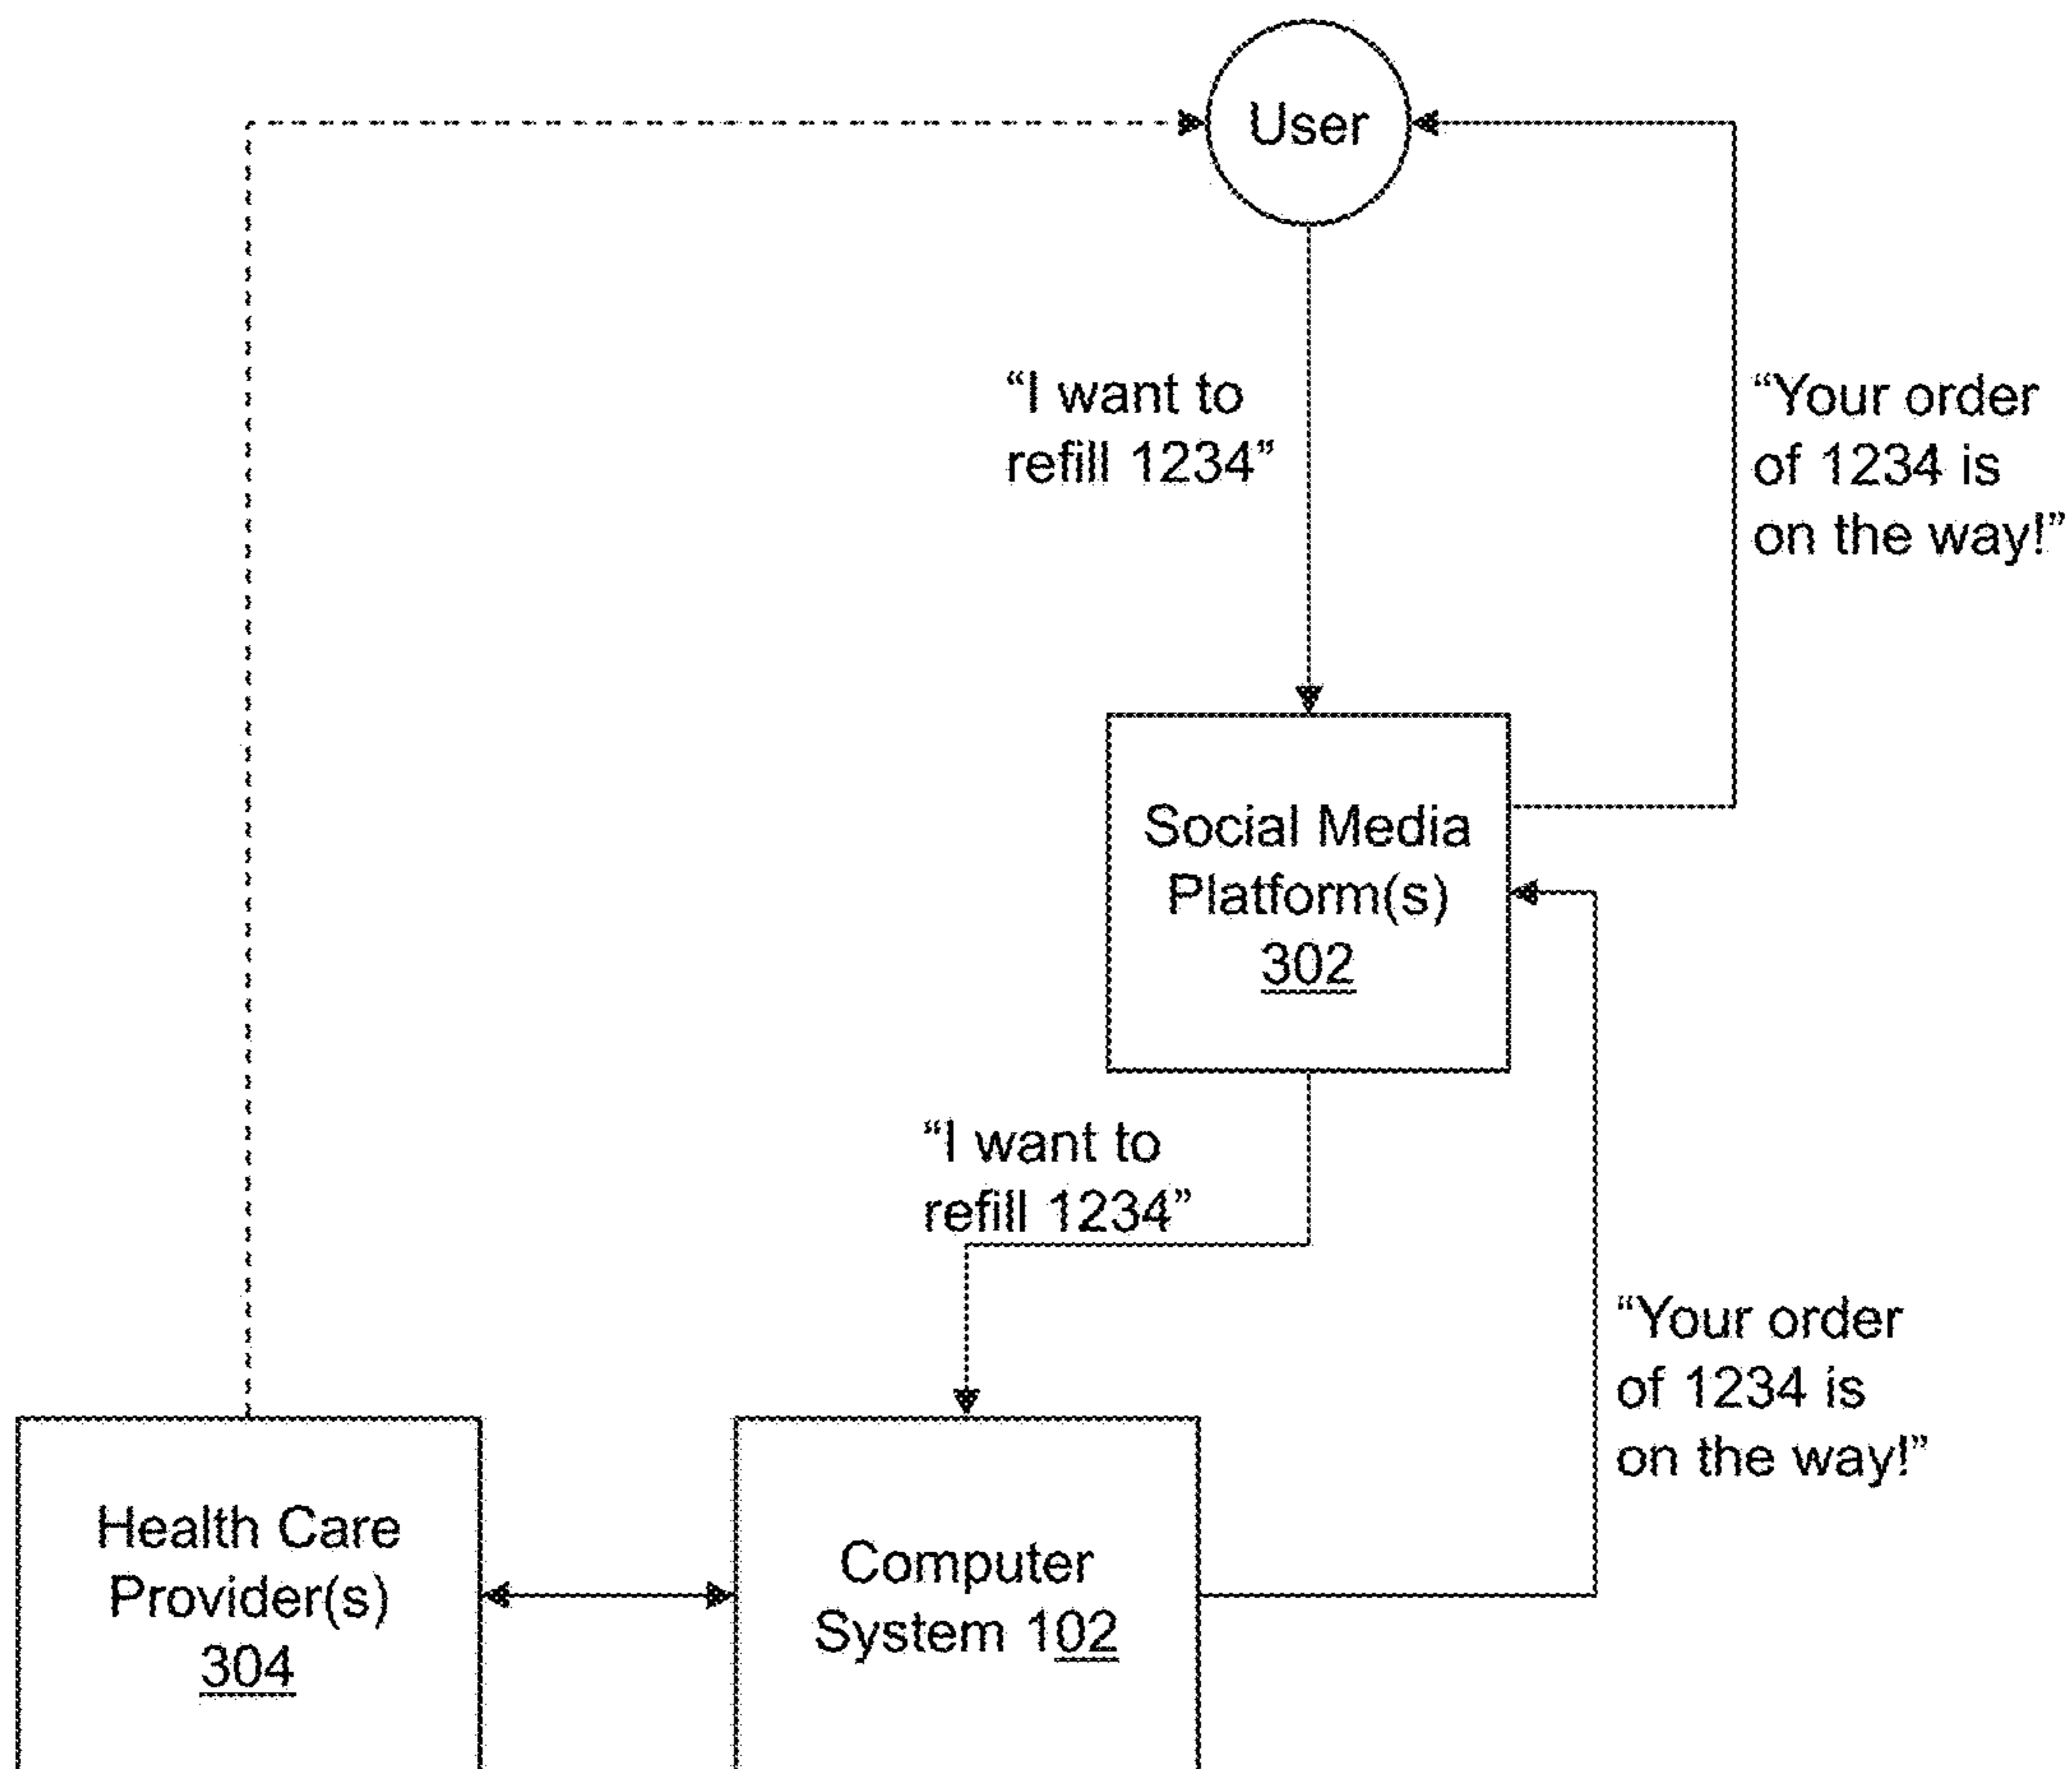 User
“I want to
refill 1234”
“Your order
of 1234 is
on the way!”
Social Media
Platform(s)
302
“I want to
refill 1234”
“Your order
of 1234 is
on the way!”
Health Care
Provider(s)
304
Computer
System 102